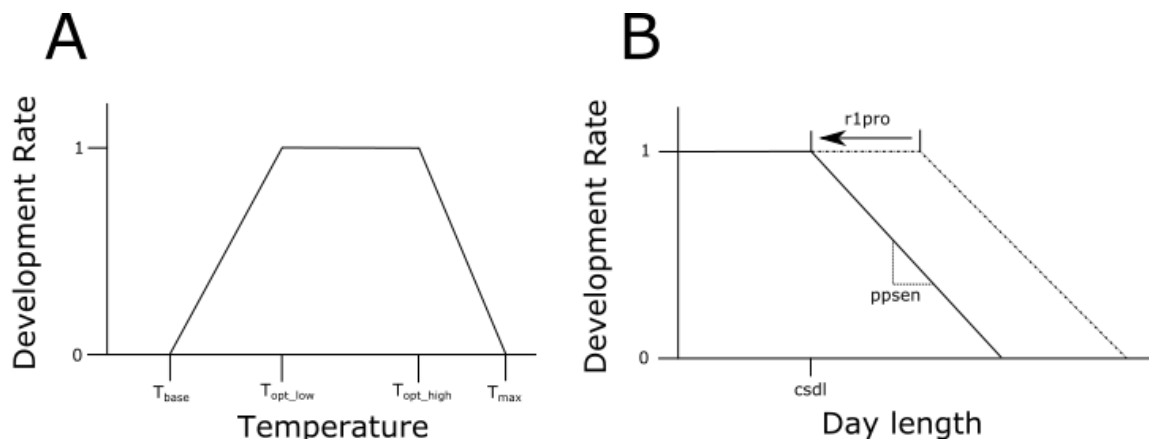 A
Development Rate
1
0
T_base
T_opt_low
T_opt_high
T_max
Temperature
B
Development Rate
1
0
r1pro
ppsen
csdl
Day length